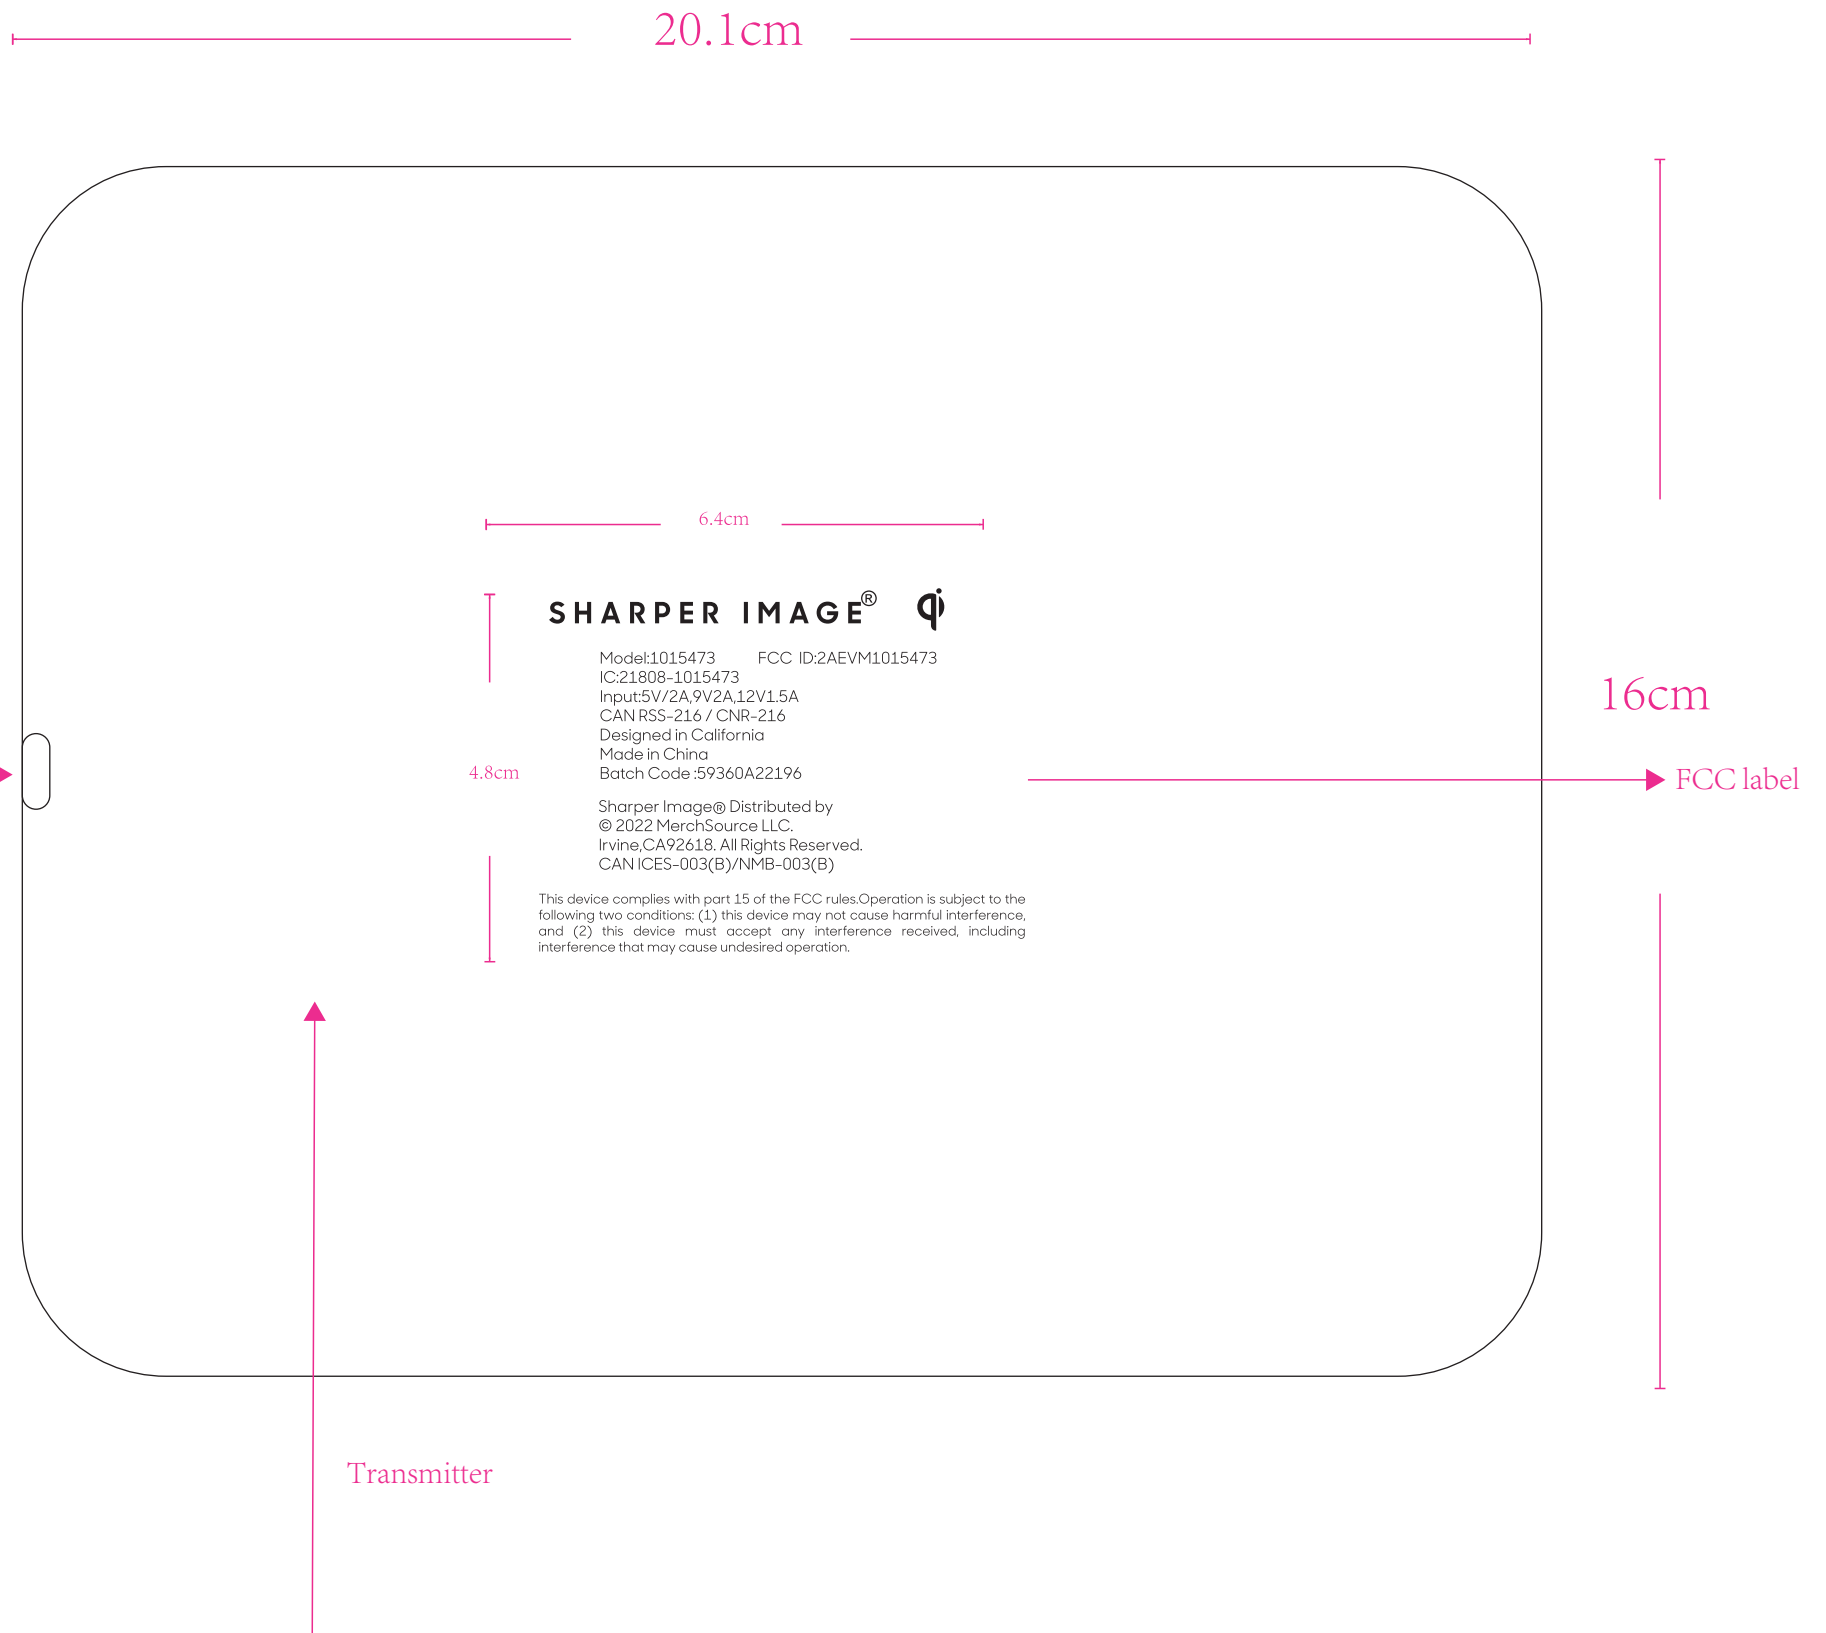 20.1cm
6.4cm
SHARPER IMAGE® qi
Model:1015473 FCC ID:2AEVM1015473
IC:21808-1015473
Input:5V/2A,9V2A,12V1.5A
CAN RSS-216 / CNR-216
Designed in California
Made in China
Batch Code :59360A22196
4.8cm
16cm
FCC label
Sharper Image® Distributed by
© 2022 MerchSource LLC.
Irvine,CA92618. All Rights Reserved.
CAN ICES-003(B)/NMB-003(B)
This device complies with part 15 of the FCC rules.Operation is subject to the
following two conditions: (1) this device may not cause harmful interference,
and (2) this device must accept any interference received, including
interference that may cause undesired operation.
Transmitter